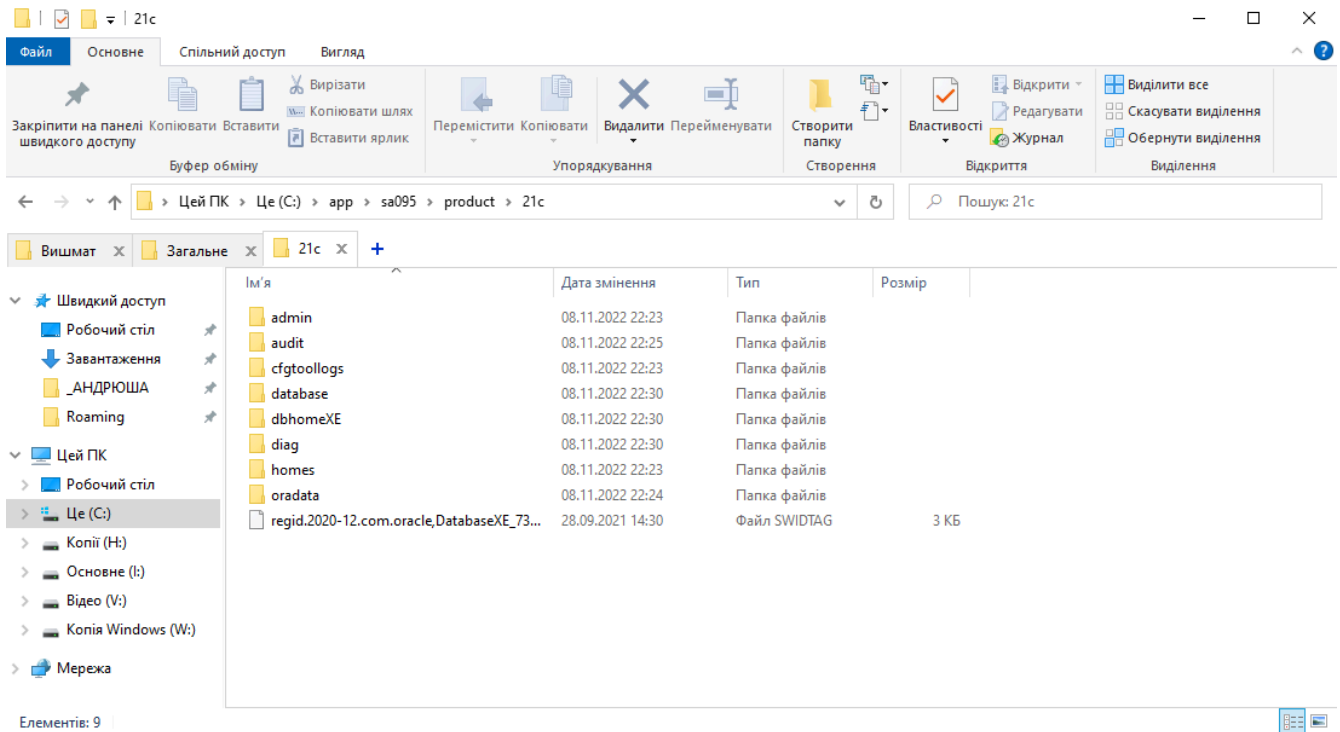 21c
Файл Основне Спільний доступ Вигляд
Закріпити на панелі швидкого доступу
Копіювати
Вставити
Вирізати
Копіювати шлях
Вставити ярлик
Буфер обміну
Перемістити
Копіювати
Видалити
Перейменувати
Упорядкування
Створити папку
Створення
Властивості
Відкрити
Редагувати
Журнал
Відкриття
Виділити все
Скасувати виділення
Обернути виділення
Виділення
Цей ПК > Це (C:) > app > sa095 > product > 21c
Пошук: 21c
Вишмат x Загальне x 21c x +
Швидкий доступ
Робочий стіл
Завантаження
_АНДРЮША
Roaming
Цей ПК
Робочий стіл
Це (C:)
Копії (H:)
Основне (I:)
Відео (V:)
Копія Windows (W:)
Мережа
Ім'я Дата змінення Тип Розмір
admin 08.11.2022 22:23 Папка файлів
audit 08.11.2022 22:25 Папка файлів
cfgtoollogs 08.11.2022 22:23 Папка файлів
database 08.11.2022 22:30 Папка файлів
dbhomeXE 08.11.2022 22:30 Папка файлів
diag 08.11.2022 22:30 Папка файлів
homes 08.11.2022 22:23 Папка файлів
oradata 08.11.2022 22:24 Папка файлів
regid.2020-12.com.oracle,DatabaseXE_73... 28.09.2021 14:30 Файл SWIDTAG 3 КБ
Елементів: 9